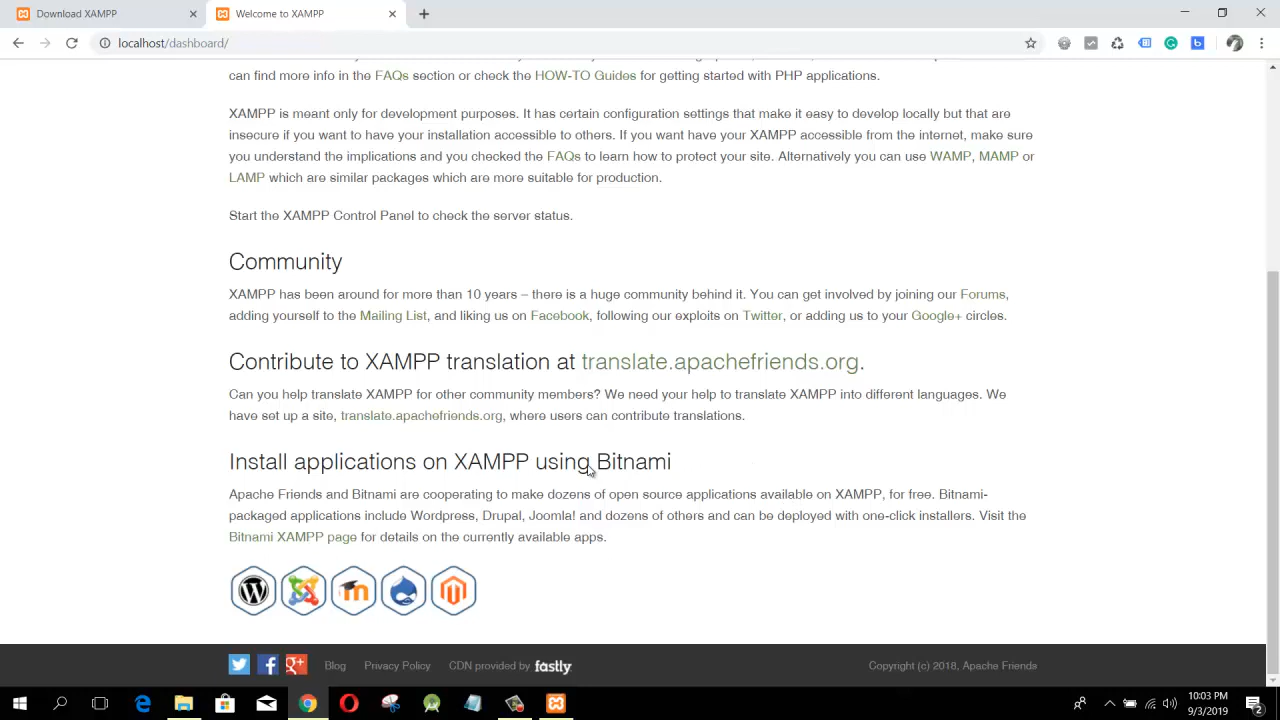 Download XAMPP
Welcome to XAMPP
localhost/dashboard/
can find more info in the FAQs section or check the HOW-TO Guides for getting started with PHP applications.
XAMPP is meant only for development purposes. It has certain configuration settings that make it easy to develop locally but that are
insecure if you want to have your installation accessible to others. If you want have your XAMPP accessible from the internet, make sure
you understand the implications and you checked the FAQs to learn how to protect your site. Alternatively you can use WAMP, MAMP or
LAMP which are similar packages which are more suitable for production.
Start the XAMPP Control Panel to check the server status.
Community
XAMPP has been around for more than 10 years – there is a huge community behind it. You can get involved by joining our Forums,
adding yourself to the Mailing List, and liking us on Facebook, following our exploits on Twitter, or adding us to your Google+ circles.
Contribute to XAMPP translation at translate.apachefriends.org.
Can you help translate XAMPP for other community members? We need your help to translate XAMPP into different languages. We
have set up a site, translate.apachefriends.org, where users can contribute translations.
Install applications on XAMPP using Bitnami
Apache Friends and Bitnami are cooperating to make dozens of open source applications available on XAMPP, for free. Bitnami-
packaged applications include Wordpress, Drupal, Joomla! and dozens of others and can be deployed with one-click installers. Visit the
Bitnami XAMPP page for details on the currently available apps.
Blog Privacy Policy CDN provided by fastly Copyright (c) 2018, Apache Friends
10:03 PM
9/3/2019
2